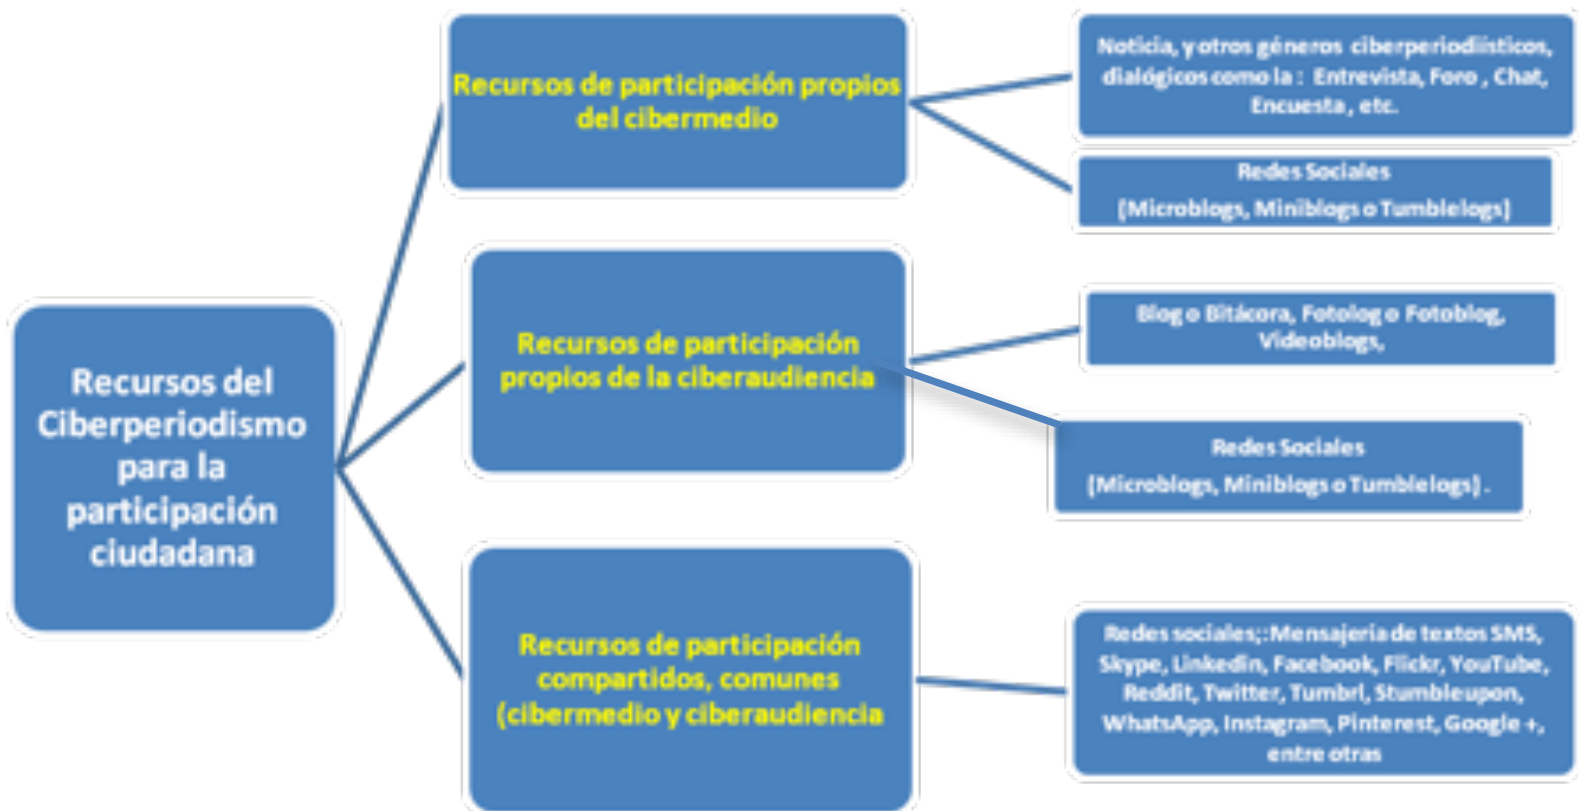 Recursos del
Ciberperiodismo
para la
participación
ciudadana
Recursos de participación propios
del cibermedio
Noticia, y otros géneros ciberperiodiísticos,
dialógicos como la : Entrevista, Foro , Chat,
Encuesta , etc.
Redes Sociales
(Microblogs, Miniblogs o Tumblelogs)
Recursos de participación
propios de la ciberaudiencia
Blog o Bitácora, Fotolog o Fotoblog,
Videoblogs,
Redes Sociales
(Microblogs, Miniblogs o Tumblelogs) .
Recursos de participación
compartidos, comunes
(cibermedio y ciberaudiencia
Redes sociales;:Mensajería de textos SMS,
Skype, Linkedin, Facebook, Flickr, YouTube,
Reddit, Twitter, Tumbrl, Stumbleupon,
WhatsApp, Instagram, Pinterest, Google +,
entre otras